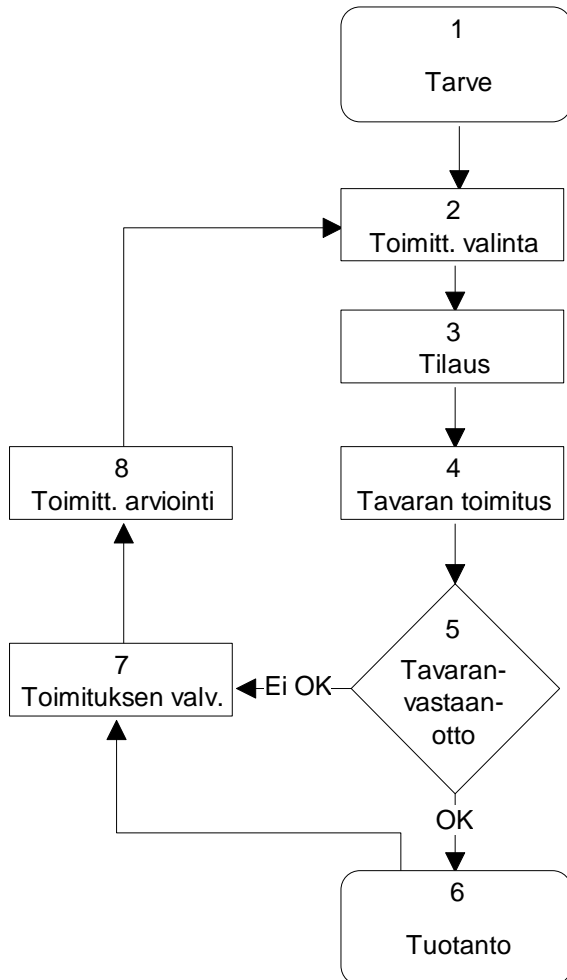 1
Tarve
2
Toimitt. valinta
3
Tilaus
4
Tavaran toimitus
5
Tavaran-
vastaan-
otto
Ei OK
OK
6
Tuotanto
7
Toimituksen valv.
8
Toimitt. arviointi